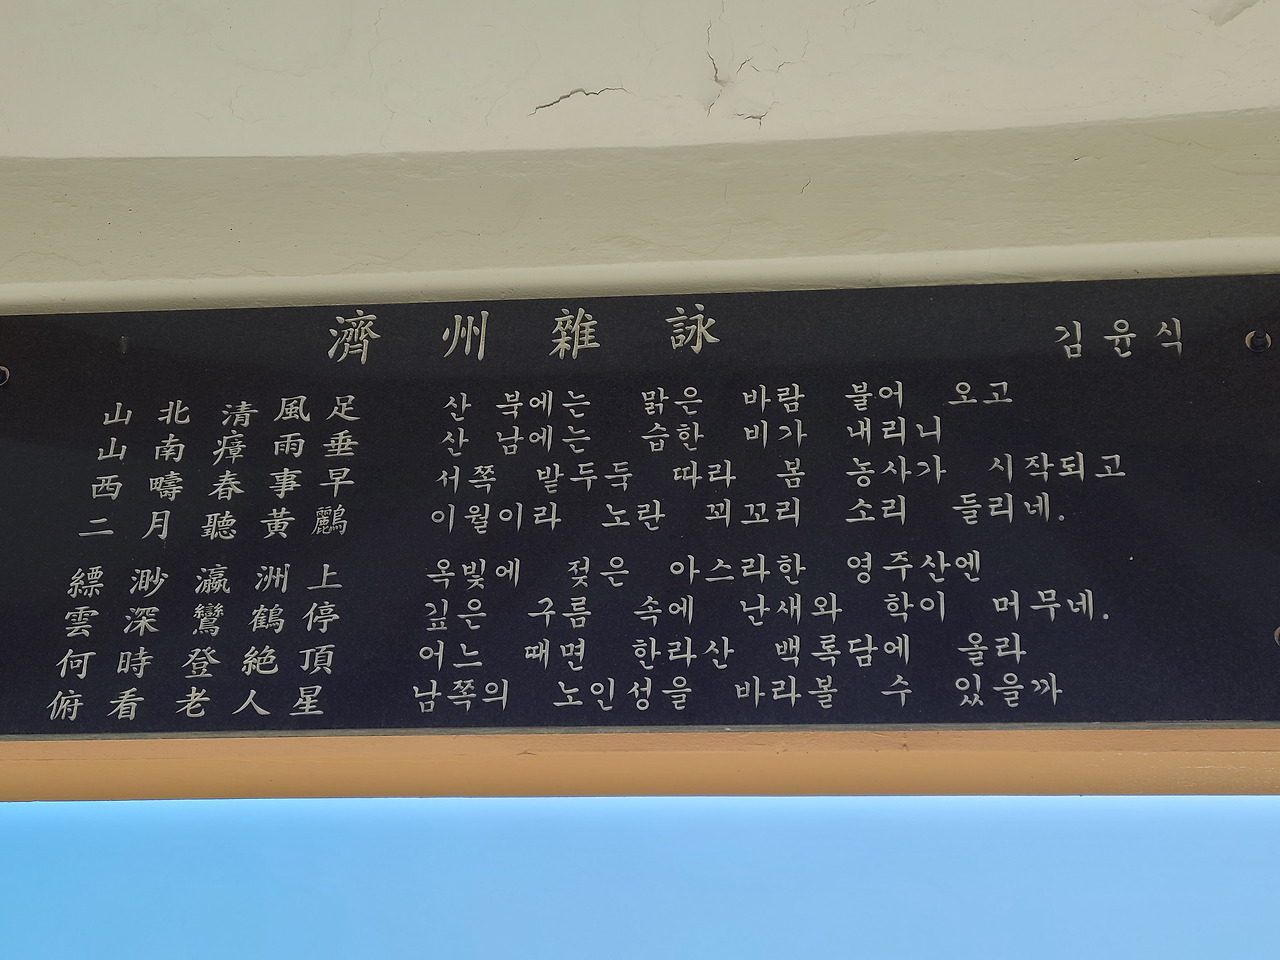 濟州雜詠 김윤식
山北清風足 산 북에는 맑은 바람 불어 오고
山南瘴雨垂 산 남에는 습한 비가 내리니
西疇春事早 서쪽 밭두둑 따라 봄 농사가 시작되고
二月聽黃鸝 이월이라 노란 꾀꼬리 소리 들리네.
縹渺瀛洲上 옥빛에 젖은 아스라한 영주산엔
雲深鸞鶴停 깊은 구름 속에 난새와 학이 머무네.
何時登絶頂 어느 때면 한라산 백록담에 올라
俯看老人星 남쪽의 노인성을 바라볼 수 있을까